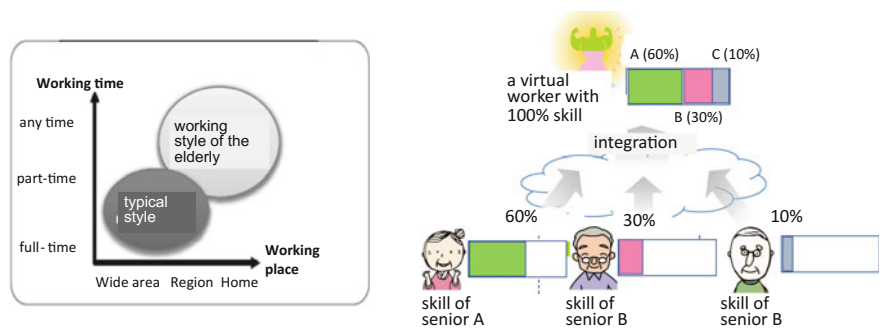 Working time
any time
part-time
full- time
working
style of the
elderly
typical
style
Working
place
Wide area Region Home
A (60%) C (10%)
a virtual
worker with
100% skill
B (30%)
integration
60% 30% 10%
skill of
senior A
skill of
senior B
skill of
senior B